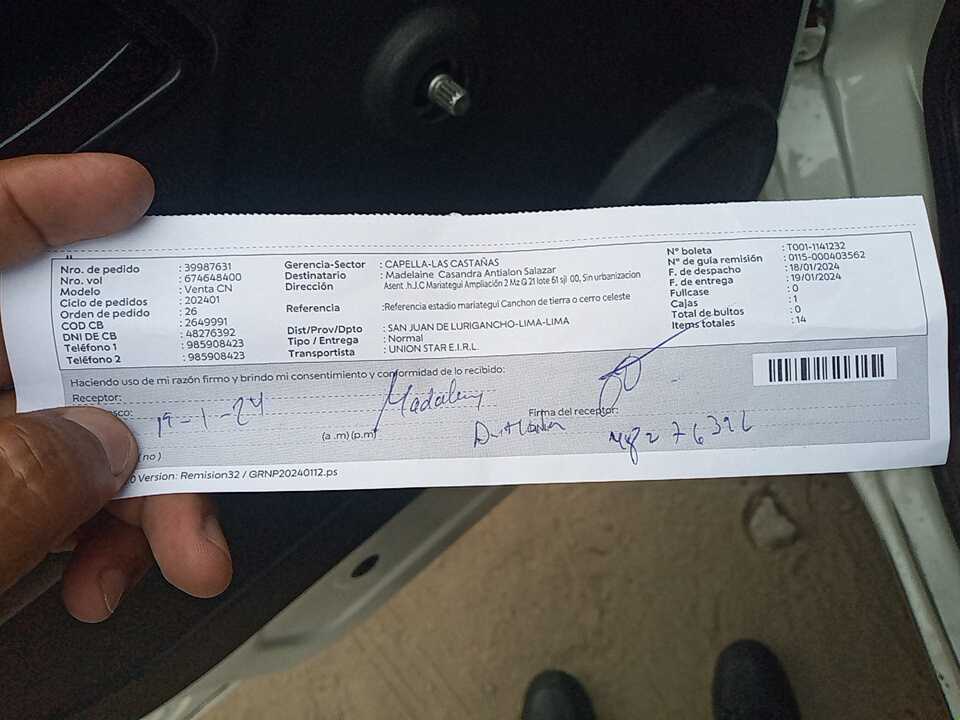 Nro. de pedido : 39987631
Nro. vol : 674648400
Modelo : Venta CN
Ciclo de pedidos : 202401
Orden de pedido : 26
COD CB : 2649991
DNI DE CB : 48276392
Teléfono 1 : 985908423
Teléfono 2 : 985908423
Gerencia-Sector : CAPELLA-LAS CASTAÑAS
Destinatario : Madelaine Casandra Antialon Salazar
Dirección Asent .h.J.C Mariategui Ampliación 2 Mz Q 21 lote 61 sjl 00, Sin urbanizacion
Referencia :Referencia estadio mariategui Canchon de tierra o cerro celeste
Dist/Prov/Dpto : SAN JUAN DE LURIGANCHO-LIMA-LIMA
Tipo / Entrega : Normal
Transportista : UNION STAR E.I.R.L.
N° boleta : T001-1141232
N° de guía remisión : 0115-000403562
F. de despacho : 18/01/2024
F. de entrega : 19/01/2024
Fullcase : 0
Cajas : 1
Total de bultos : 0
Items totales : 14
Haciendo uso de mi razón firmo y brindo mi consentimiento y conformidad de lo recibido:
Receptor:
19-1-24
(a .m) (p.m)
Firma del receptor:
48276392
no )
Version: Remision32 / GRNP20240112.ps